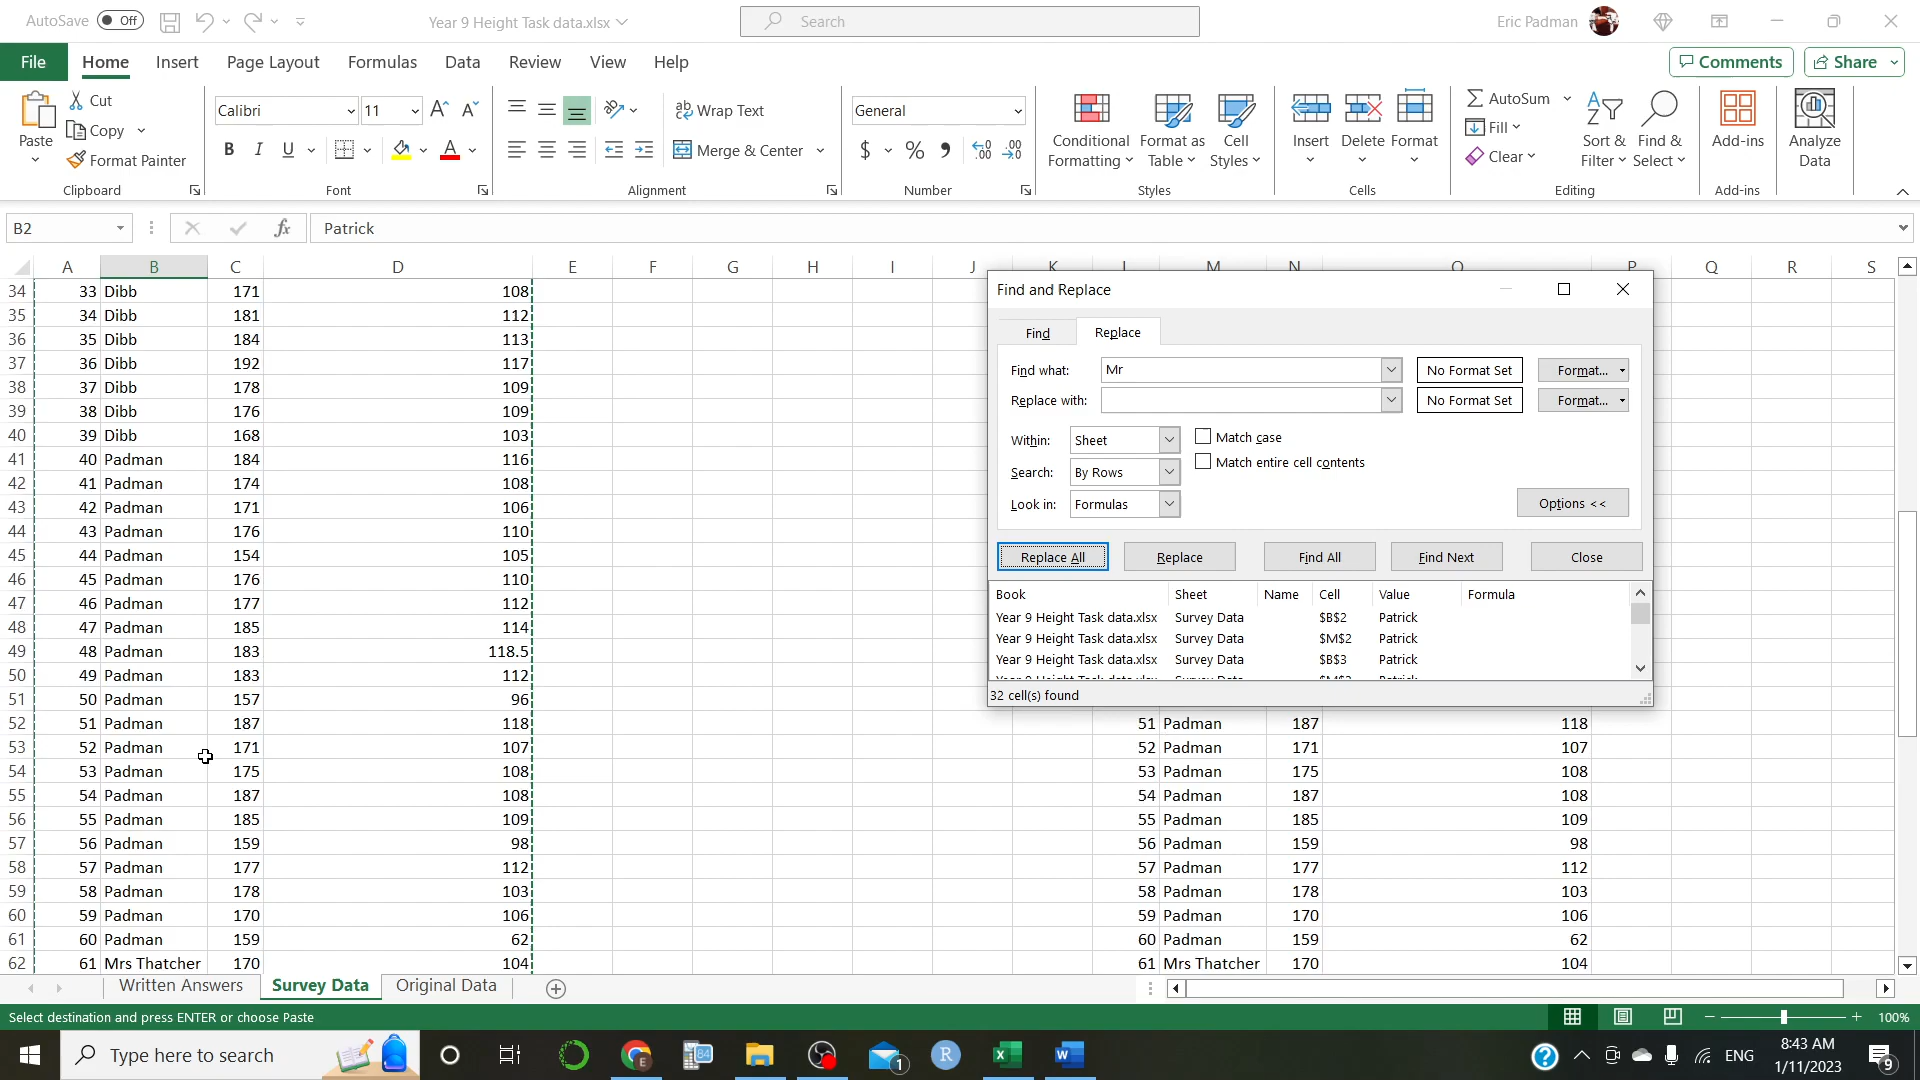 AutoSave Off Year 9 Height Task data.xlsx Search Eric Padman
File Home Insert Page Layout Formulas Data Review View Help Comments Share
Paste Cut Copy Format Painter Clipboard
Calibri 11 B I U A Font
Wrap Text Merge & Center Alignment
General $ % Number
Conditional Formatting Format as Table Cell Styles Styles
Insert Delete Format Cells
AutoSum Fill Clear Sort & Filter Find & Select Editing
Add-ins Add-ins
Analyze Data
B2 fx Patrick
A B C D E F G H I J K L M N O P Q R S
34 33 Dibb 171 108
35 34 Dibb 181 112
36 35 Dibb 184 113
37 36 Dibb 192 117
38 37 Dibb 178 109
39 38 Dibb 176 109
40 39 Dibb 168 103
41 40 Padman 184 116
42 41 Padman 174 108
43 42 Padman 171 106
44 43 Padman 176 110
45 44 Padman 154 105
46 45 Padman 176 110
47 46 Padman 177 112
48 47 Padman 185 114
49 48 Padman 183 118.5
50 49 Padman 183 112
51 50 Padman 157 96
52 51 Padman 187 118 51 Padman 187 118
53 52 Padman 171 107 52 Padman 171 107
54 53 Padman 175 108 53 Padman 175 108
55 54 Padman 187 108 54 Padman 187 108
56 55 Padman 185 109 55 Padman 185 109
57 56 Padman 159 98 56 Padman 159 98
58 57 Padman 177 112 57 Padman 177 112
59 58 Padman 178 103 58 Padman 178 103
60 59 Padman 170 106 59 Padman 170 106
61 60 Padman 159 62 60 Padman 159 62
62 61 Mrs Thatcher 170 104 61 Mrs Thatcher 170 104
Find and Replace
Find Replace
Find what: Mr No Format Set Format...
Replace with: No Format Set Format...
Within: Sheet Match case
Search: By Rows Match entire cell contents
Look in: Formulas Options <<
Replace All Replace Find All Find Next Close
Book Sheet Name Cell Value Formula
Year 9 Height Task data.xlsx Survey Data $B$2 Patrick
Year 9 Height Task data.xlsx Survey Data $M$2 Patrick
Year 9 Height Task data.xlsx Survey Data $B$3 Patrick
32 cell(s) found
Written Answers Survey Data Original Data
Select destination and press ENTER or choose Paste 100%
Type here to search ENG 8:43 AM
1/11/2023